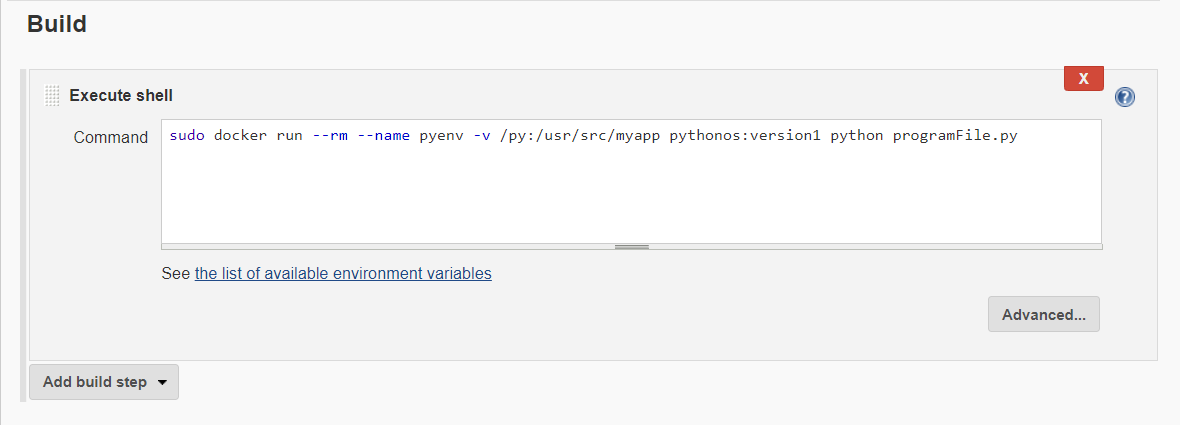 Build
X
Execute shell
?
Command
sudo docker run --rm --name pyenv -v /py:/usr/src/myapp pythonos:version1 python programFile.py
See the list of available environment variables
Advanced...
Add build step